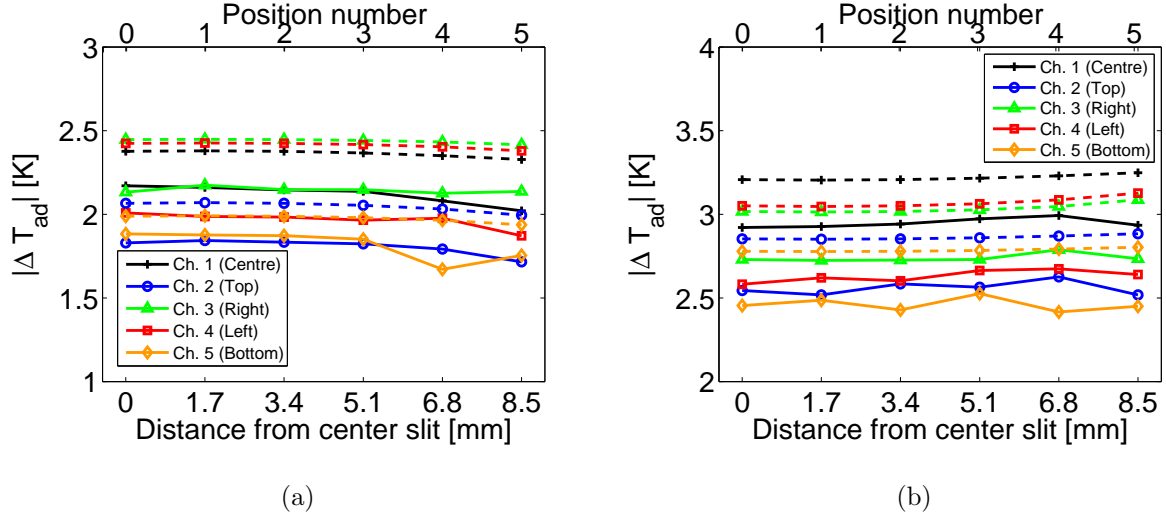 Position number
0 1 2 3 4 5
3
2.5
2
1.5
1
|Δ T_ad| [K]
Ch. 1 (Centre)
Ch. 2 (Top)
Ch. 3 (Right)
Ch. 4 (Left)
Ch. 5 (Bottom)
0 1.7 3.4 5.1 6.8 8.5
Distance from center slit [mm]
(a)
Position number
0 1 2 3 4 5
4
3.5
3
2.5
2
|Δ T_ad| [K]
Ch. 1 (Centre)
Ch. 2 (Top)
Ch. 3 (Right)
Ch. 4 (Left)
Ch. 5 (Bottom)
0 1.7 3.4 5.1 6.8 8.5
Distance from center slit [mm]
(b)